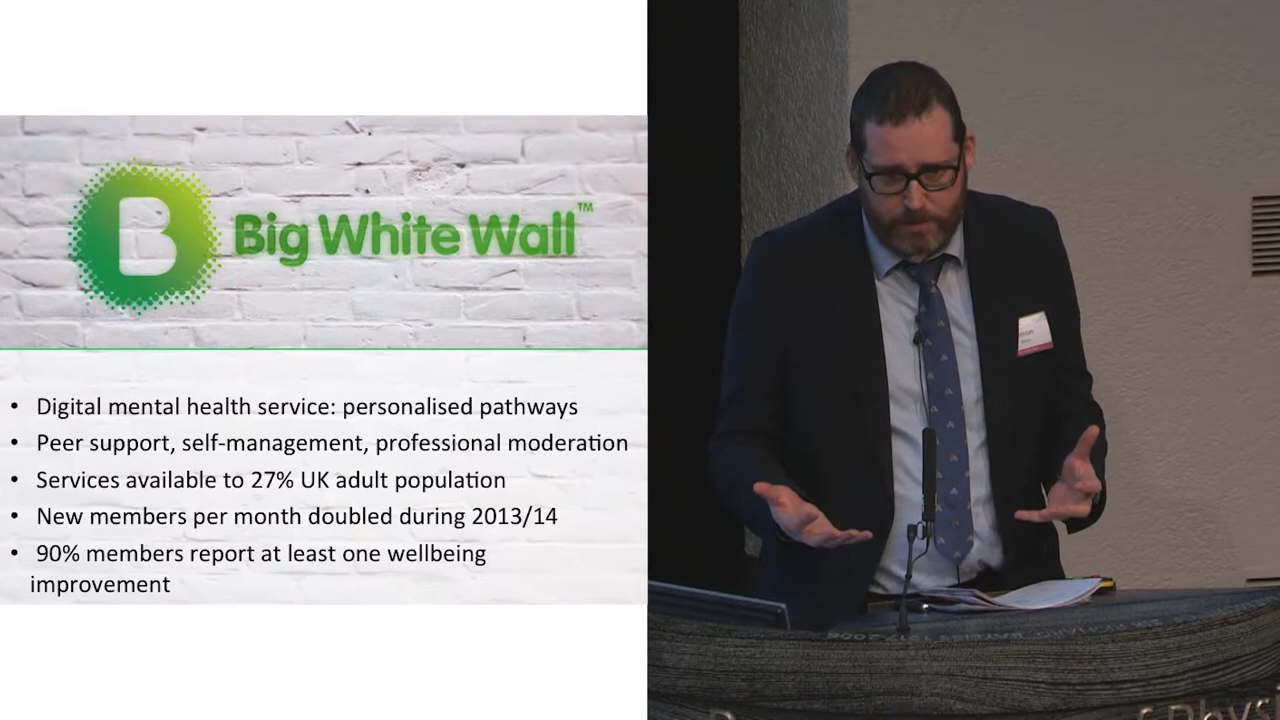 B
Big White Wall™
• Digital mental health service: personalised pathways
• Peer support, self-management, professional moderation
• Services available to 27% UK adult population
• New members per month doubled during 2013/14
• 90% members report at least one wellbeing
improvement